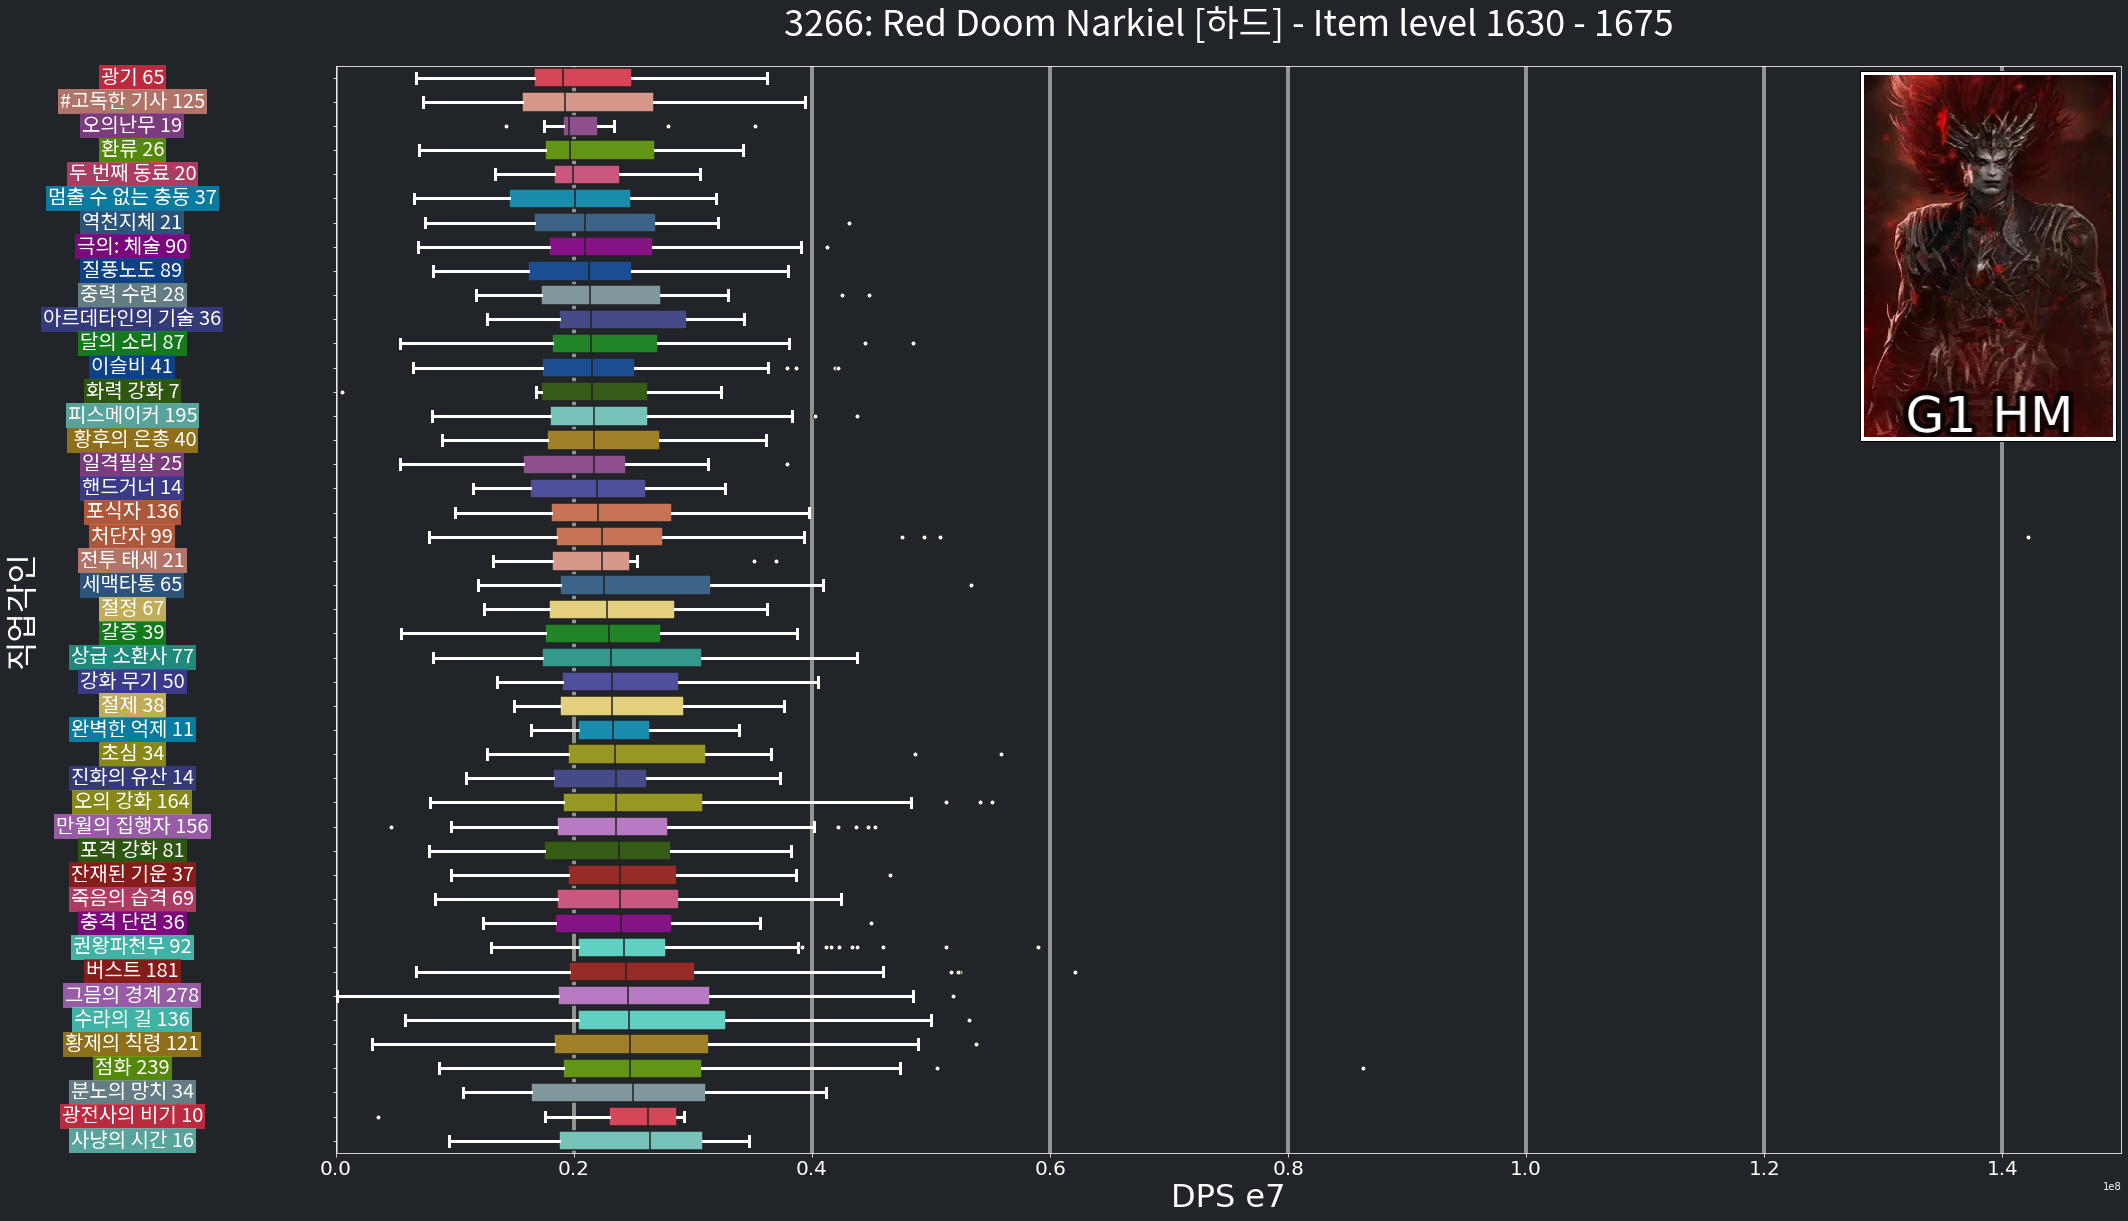 3266: Red Doom Narkiel [하드] - Item level 1630 - 1675
광기 65
#고독한 기사 125
오의난무 19
환류 26
두 번째 동료 20
멈출 수 없는 충동 37
역천지체 21
극의: 체술 90
질풍노도 89
중력 수련 28
아르데타인의 기술 36
달의 소리 87
이슬비 41
화력 강화 7
피스메이커 195
황후의 은총 40
일격필살 25
핸드거너 14
포식자 136
처단자 99
전투 태세 21
세맥타통 65
절정 67
갈증 39
상급 소환사 77
강화 무기 50
절제 38
완벽한 억제 11
초심 34
진화의 유산 14
오의 강화 164
만월의 집행자 156
포격 강화 81
잔재된 기운 37
죽음의 습격 69
충격 단련 36
권왕파천무 92
버스트 181
그믐의 경계 278
수라의 길 136
황제의 칙령 121
점화 239
분노의 망치 34
광전사의 비기 10
사냥의 시간 16
직업각인
G1 HM
0.0 0.2 0.4 0.6 0.8 1.0 1.2 1.4
1e8
DPS e7